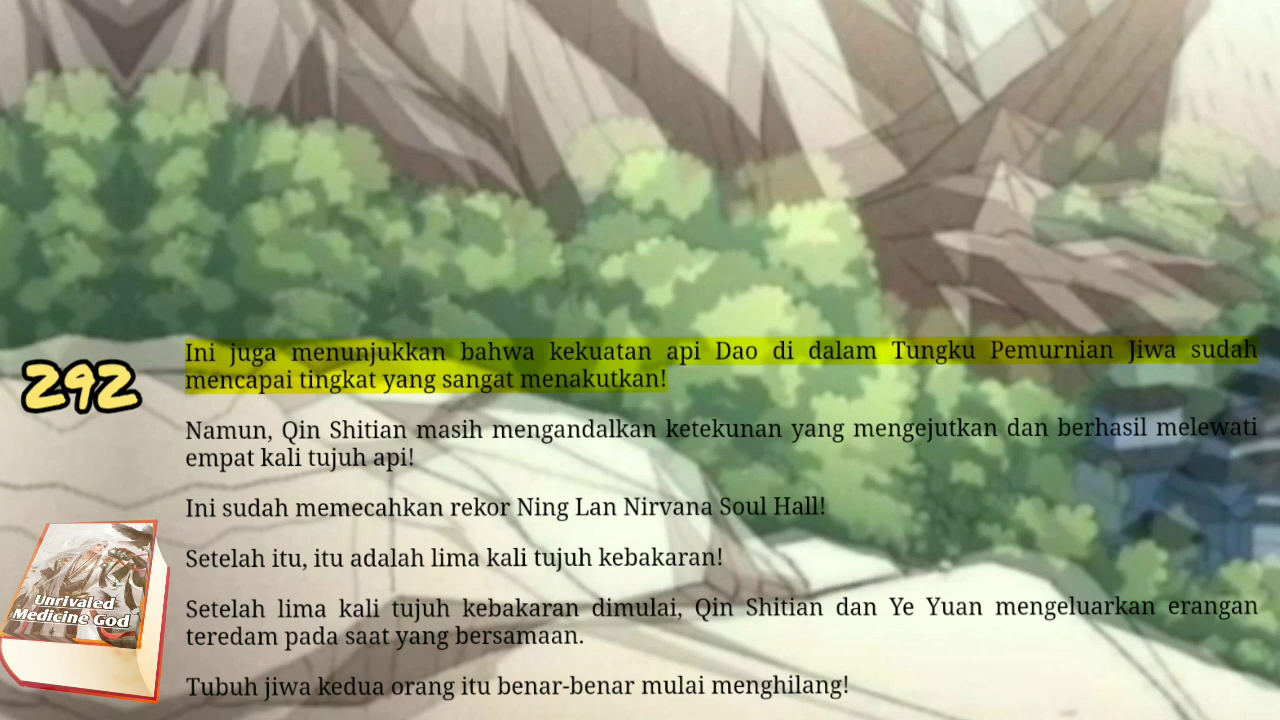 Ini juga menunjukkan bahwa kekuatan api Dao di dalam Tungku Pemurnian Jiwa sudah
mencapai tingkat yang sangat menakutkan!
292
Namun, Qin Shitian masih mengandalkan ketekunan yang mengejutkan dan berhasil melewati
empat kali tujuh api!
Ini sudah memecahkan rekor Ning Lan Nirvana Soul Hall!
Setelah itu, itu adalah lima kali tujuh kebakaran!
Setelah lima kali tujuh kebakaran dimulai, Qin Shitian dan Ye Yuan mengeluarkan erangan
teredam pada saat yang bersamaan.
Tubuh jiwa kedua orang itu benar-benar mulai menghilang!
Unrivaled
Medicine God